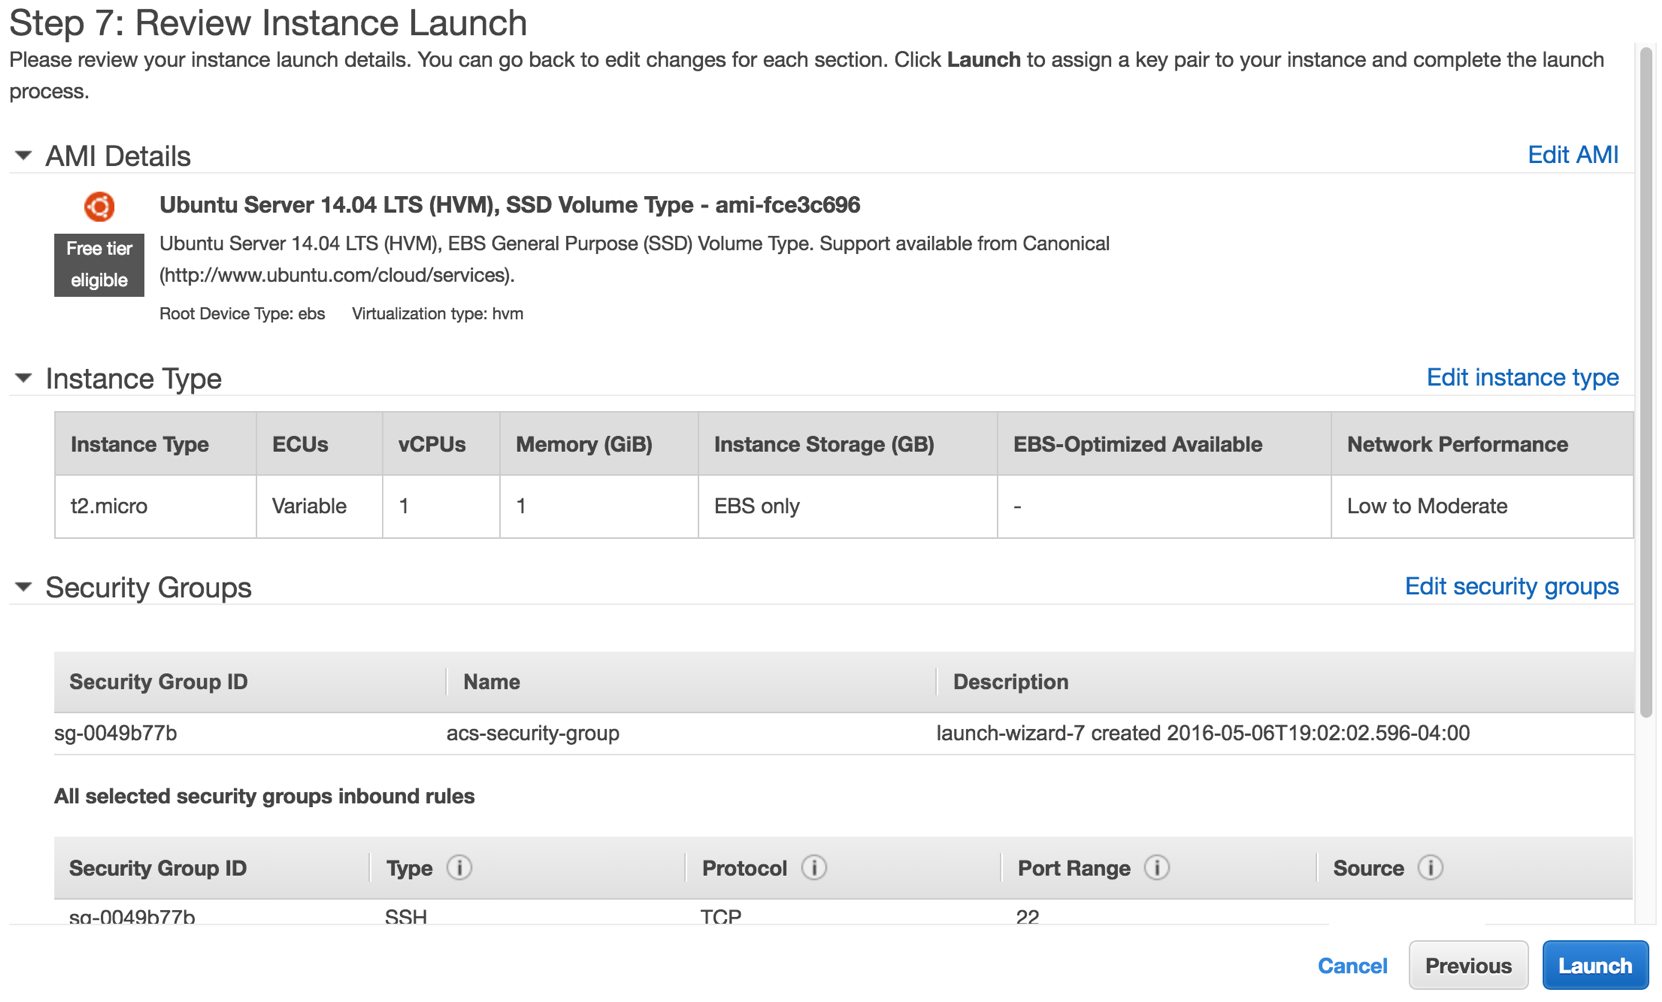 Step 7: Review Instance Launch
Please review your instance launch details. You can go back to edit changes for each section. Click Launch to assign a key pair to your instance and complete the launch
process.
AMI Details
Edit AMI
Ubuntu Server 14.04 LTS (HVM), SSD Volume Type - ami-fce3c696
Free tier
eligible
Ubuntu Server 14.04 LTS (HVM), EBS General Purpose (SSD) Volume Type. Support available from Canonical
(http://www.ubuntu.com/cloud/services).
Root Device Type: ebs Virtualization type: hvm
Instance Type
Edit instance type
Instance Type ECUs vCPUs Memory (GiB) Instance Storage (GB) EBS-Optimized Available Network Performance
t2.micro Variable 1 1 EBS only - Low to Moderate
Security Groups
Edit security groups
Security Group ID Name Description
sg-0049b77b acs-security-group launch-wizard-7 created 2016-05-06T19:02:02.596-04:00
All selected security groups inbound rules
Security Group ID Type i Protocol i Port Range i Source i
sg-0049b77b SSH TCP 22
Cancel Previous Launch